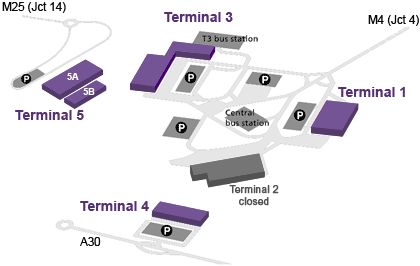 M25 (Jct 14)
Terminal 3
M4 (Jct 4)
T3 bus station
P
5A
5B
P
P
P
Terminal 5
Terminal 1
Central
bus station
P
P
Terminal 2
closed
Terminal 4
P
A30